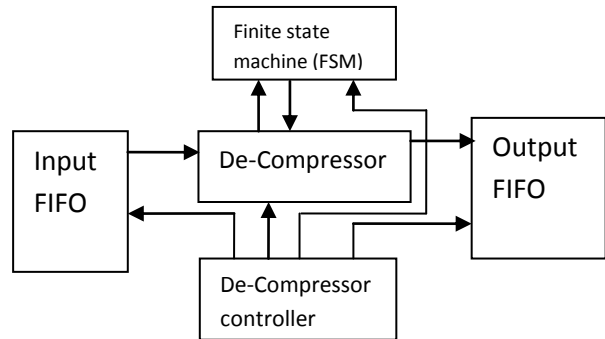 Finite state
machine (FSM)
Input
FIFO
De-Compressor
Output
FIFO
De-Compressor
controller